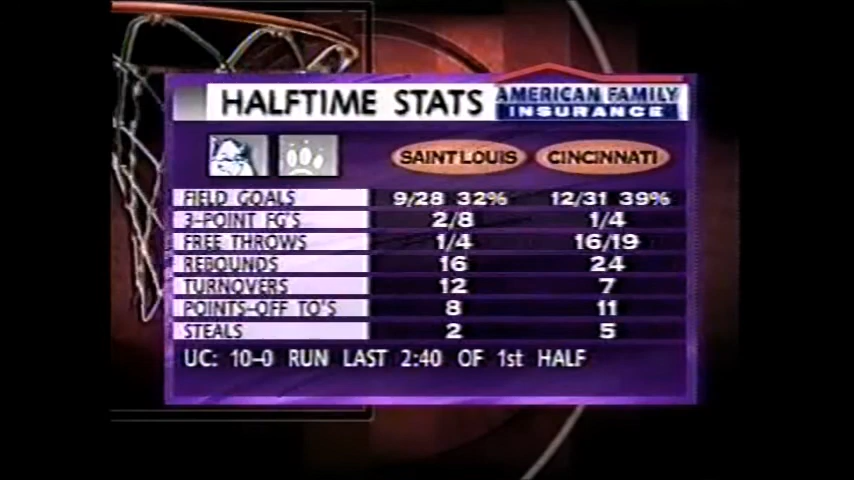 HALFTIME STATS AMERICAN FAMILY INSURANCE
SAINT LOUIS CINCINNATI
FIELD GOALS 9/28 32% 12/31 39%
3-POINT FG'S 2/8 1/4
FREE THROWS 1/4 16/19
REBOUNDS 16 24
TURNOVERS 12 7
POINTS-OFF TO'S 8 11
STEALS 2 5
UC: 10-0 RUN LAST 2:40 OF 1st HALF